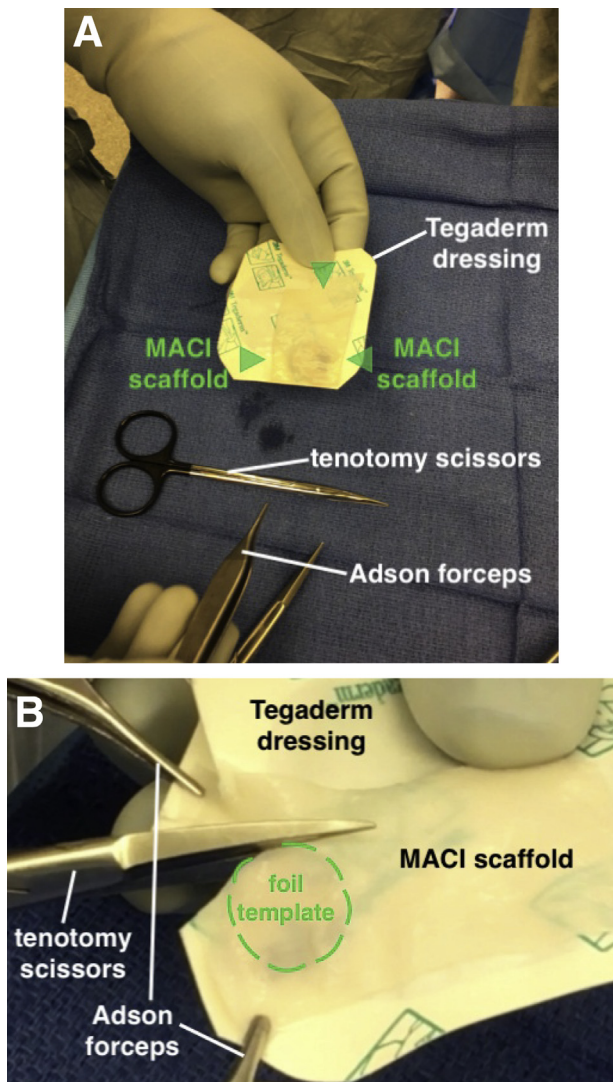 A
Tegaderm
dressing
MACI
scaffold
MACI
scaffold
tenotomy scissors
Adson forceps
B
Tegaderm
dressing
MACI scaffold
foil
template
tenotomy
scissors
Adson
forceps